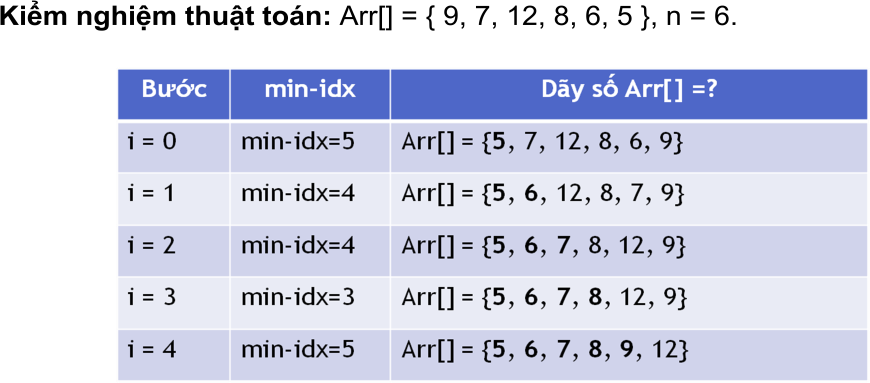 Kiểm nghiệm thuật toán: Arr[] = { 9, 7, 12, 8, 6, 5 }, n = 6.
Bước min-idx Dãy số Arr[] =?
i = 0 min-idx=5 Arr[] = {5, 7, 12, 8, 6, 9}
i = 1 min-idx=4 Arr[] = {5, 6, 12, 8, 7, 9}
i = 2 min-idx=4 Arr[] = {5, 6, 7, 8, 12, 9}
i = 3 min-idx=3 Arr[] = {5, 6, 7, 8, 12, 9}
i = 4 min-idx=5 Arr[] = {5, 6, 7, 8, 9, 12}